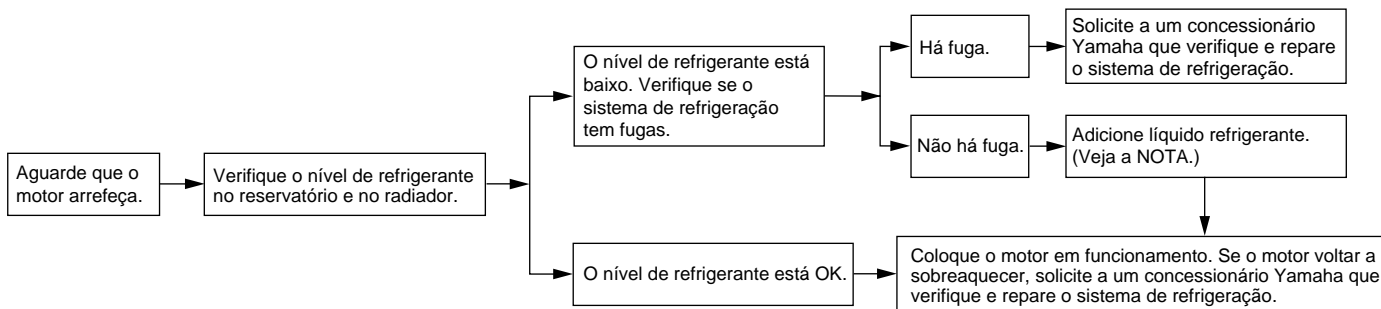 Aguarde que o
motor arrefeça.
Verifique o nível de refrigerante
no reservatório e no radiador.
O nível de refrigerante está
baixo. Verifique se o
sistema de refrigeração
tem fugas.
Há fuga.
Solicite a um concessionário
Yamaha que verifique e repare
o sistema de refrigeração.
Não há fuga.
Adicione líquido refrigerante.
(Veja a NOTA.)
O nível de refrigerante está OK.
Coloque o motor em funcionamento. Se o motor voltar a
sobreaquecer, solicite a um concessionário Yamaha que
verifique e repare o sistema de refrigeração.